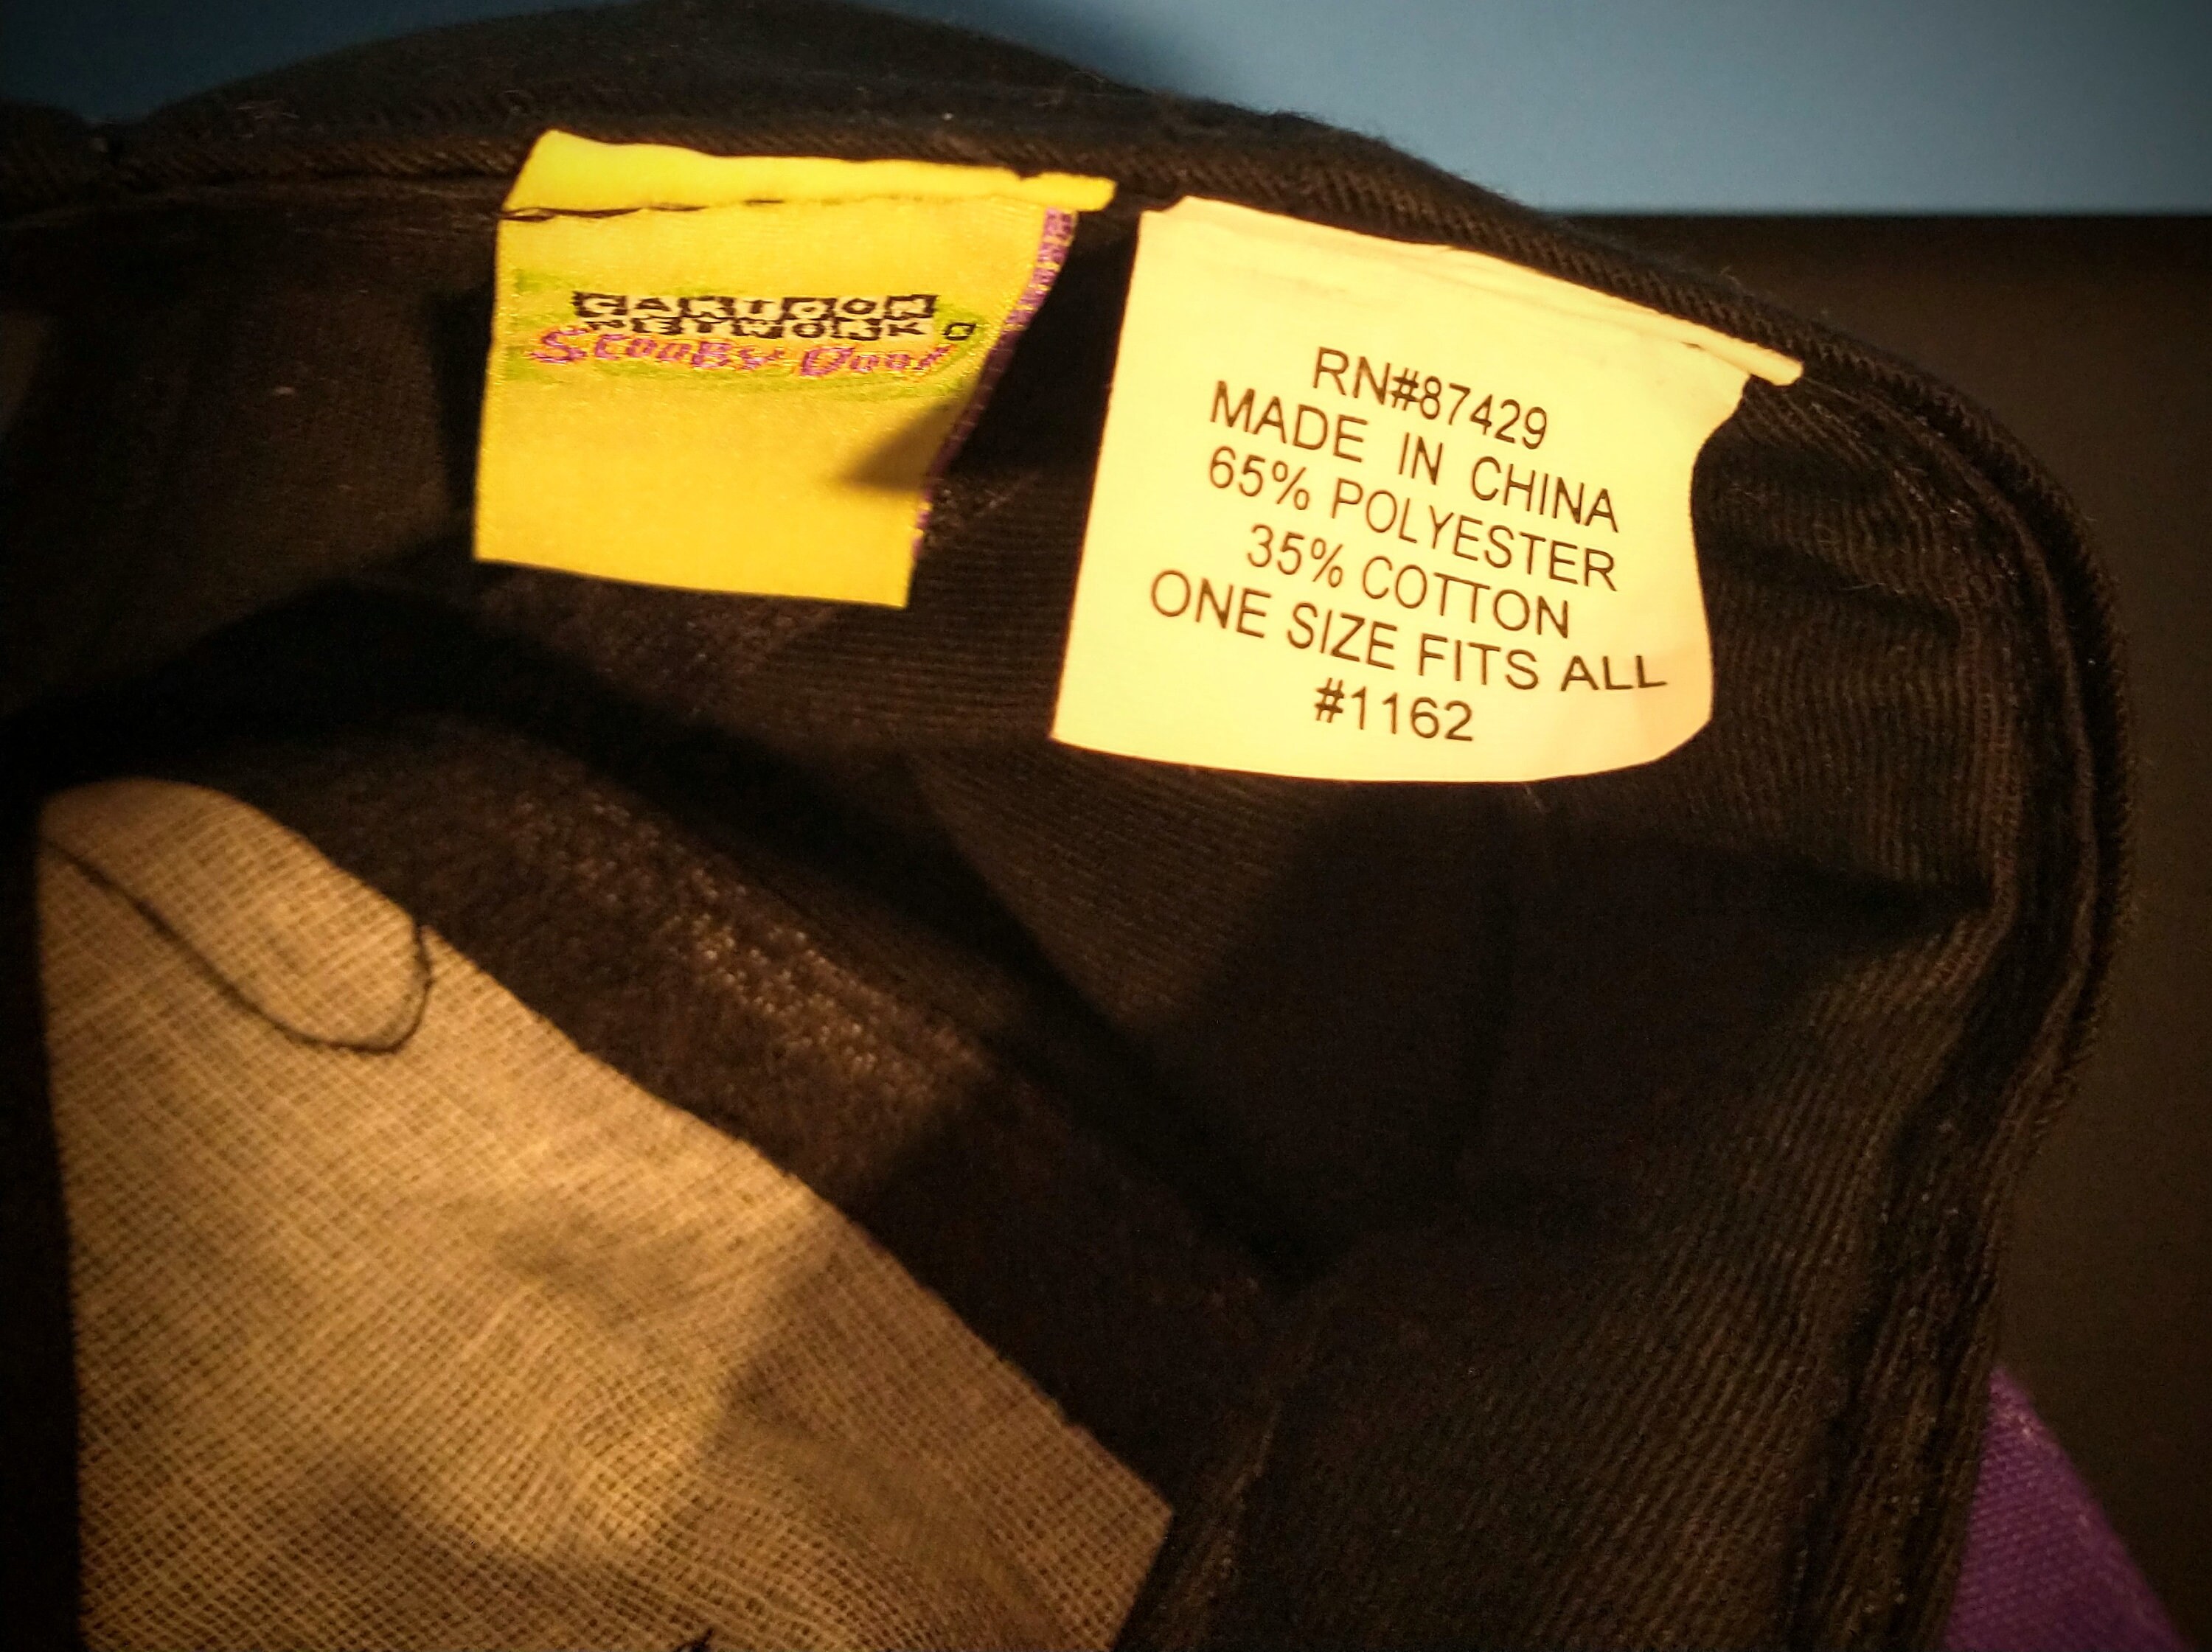 CARTOON
NETWORK
SCOOBY-DOO!
RN#87429
MADE IN CHINA
65% POLYESTER
35% COTTON
ONE SIZE FITS ALL
#1162